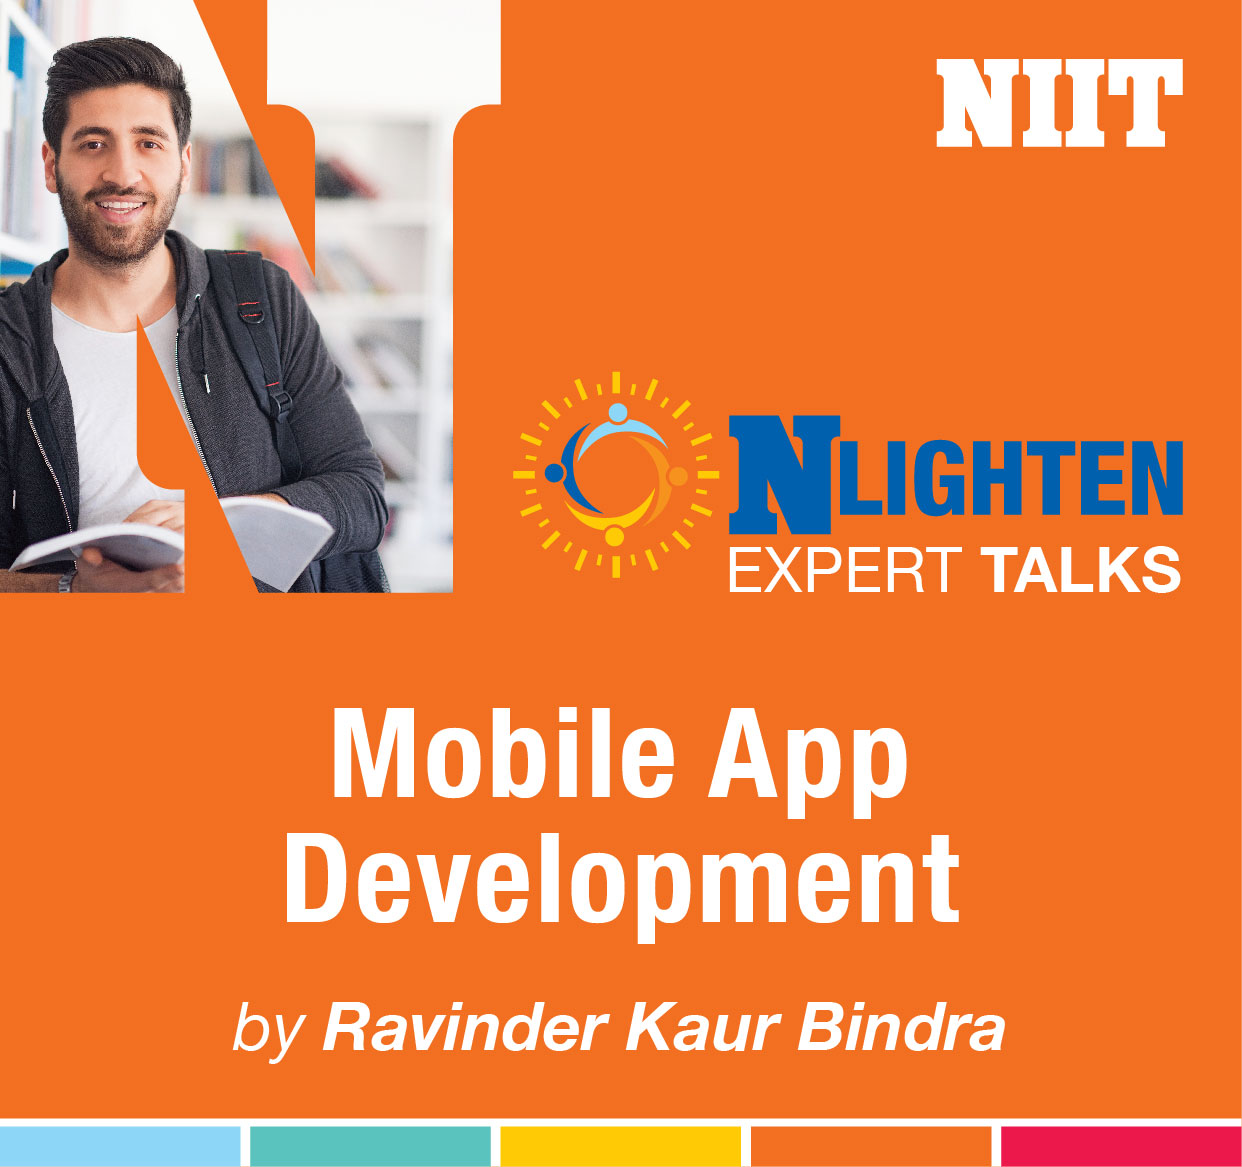 NIIT
NLIGHTEN
EXPERT TALKS
Mobile App
Development
by Ravinder Kaur Bindra